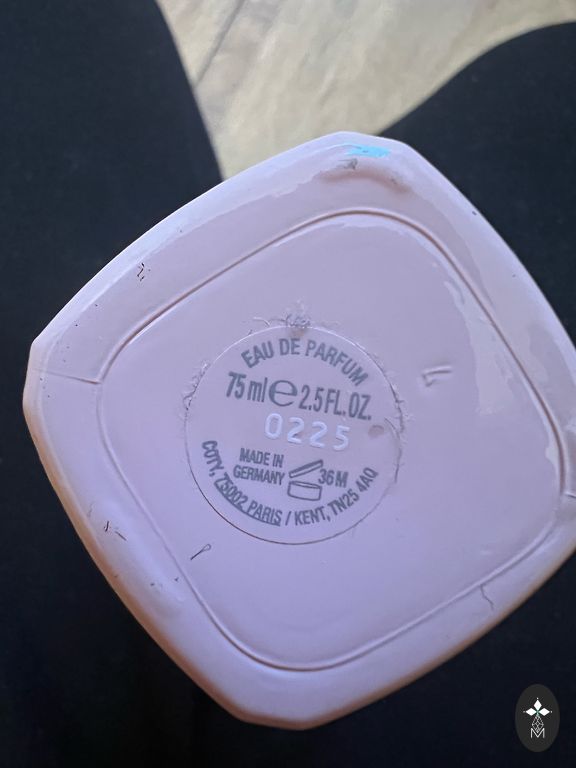 EAU DE PARFUM
75 ml ℮ 2.5 FL. OZ.
0225
MADE IN
GERMANY
36 M
COTY, 75002 PARIS / KENT, TN25 4AQ